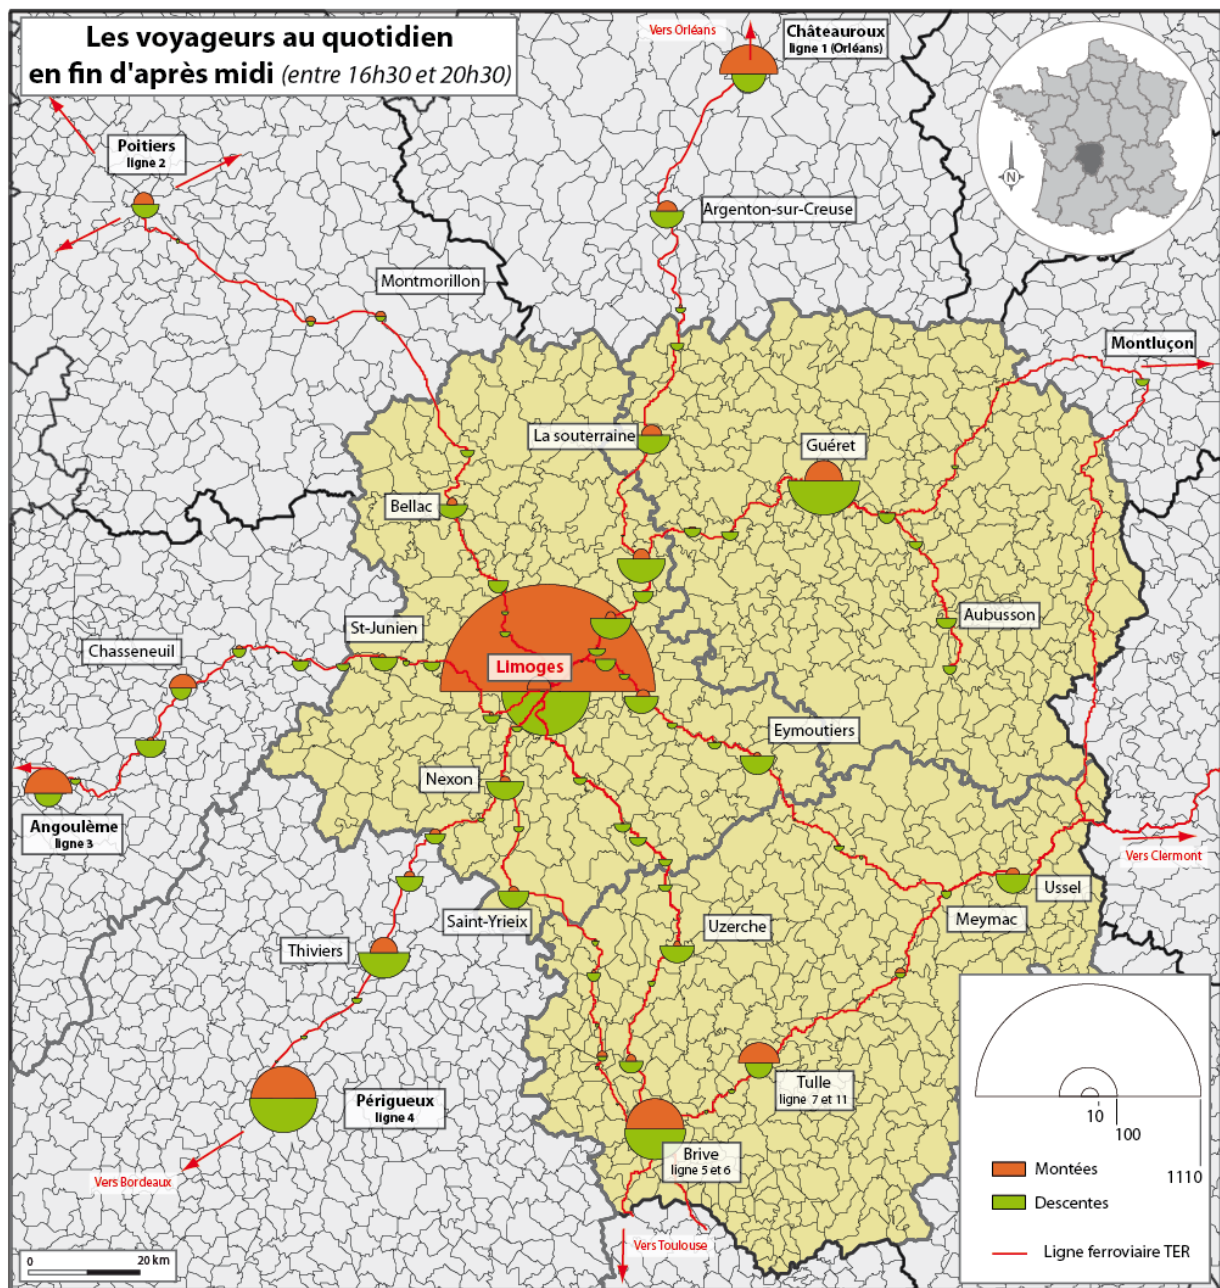 Les voyageurs au quotidien
en fin d'après midi (entre 16h30 et 20h30)
Vers Orléans
Châteauroux
ligne 1 (Orléans)
N
Poitiers
ligne 2
Argenton-sur-Creuse
Montmorillon
Montluçon
La souterraine
Guéret
Bellac
Aubusson
St-Junien
Chasseneuil
Limoges
Eymoutiers
Nexon
Angoulème
ligne 3
Vers Clermont
Ussel
Meymac
Saint-Yrieix
Uzerche
Thiviers
Périgueux
ligne 4
Tulle
ligne 7 et 11
Brive
ligne 5 et 6
Vers Bordeaux
Vers Toulouse
10
100
1110
Montées
Descentes
Ligne ferroviaire TER
0 20 km